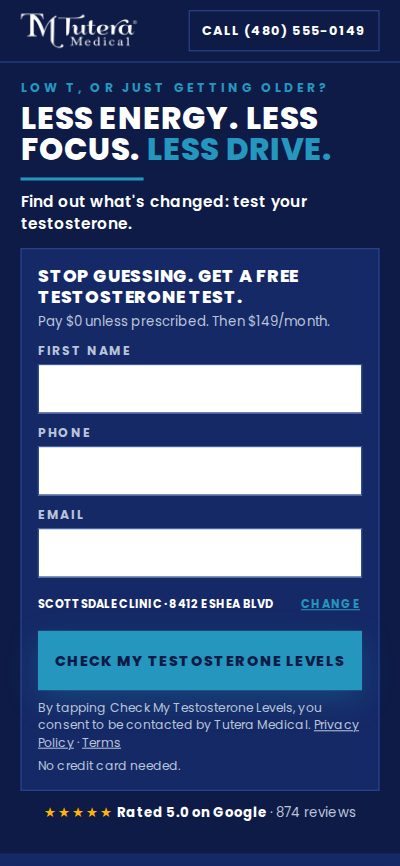 Tutera®
Medical
CALL (480) 555-0149
LOW T, OR JUST GETTING OLDER?
LESS ENERGY. LESS
FOCUS. LESS DRIVE.
Find out what's changed: test your
testosterone.
STOP GUESSING. GET A FREE
TESTOSTERONE TEST.
Pay $0 unless prescribed. Then $149/month.
FIRST NAME
PHONE
EMAIL
SCOTTSDALE CLINIC · 8412 E SHEA BLVD CHANGE
CHECK MY TESTOSTERONE LEVELS
By tapping Check My Testosterone Levels, you
consent to be contacted by Tutera Medical. Privacy
Policy · Terms
No credit card needed.
★★★★★ Rated 5.0 on Google · 874 reviews